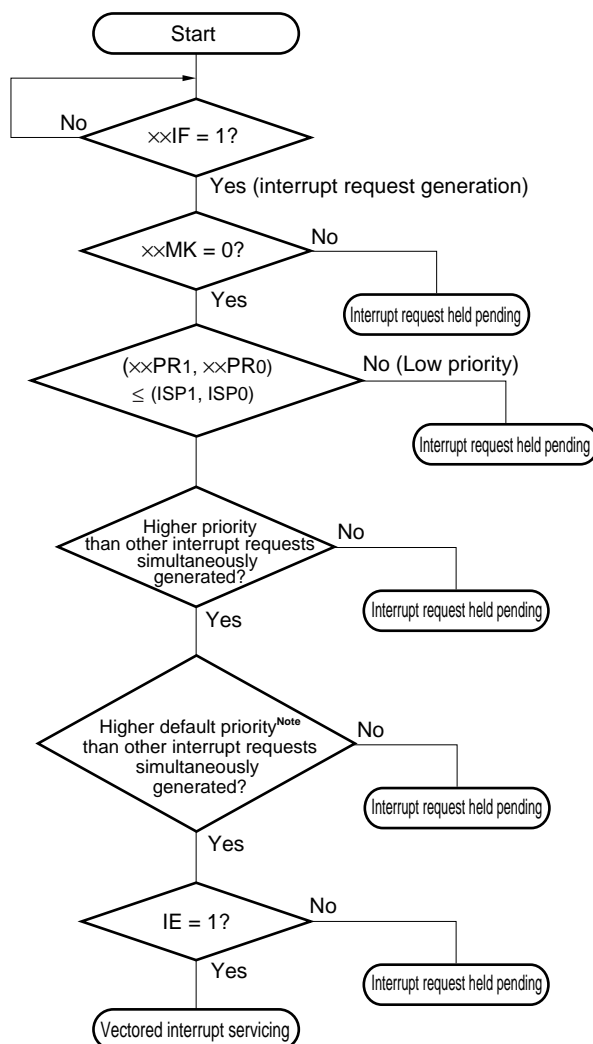 Start
No
××IF = 1?
Yes (interrupt request generation)
××MK = 0?
No
Yes
Interrupt request held pending
(××PR1, ××PR0)
≤ (ISP1, ISP0)
No (Low priority)
Interrupt request held pending
Higher priority
than other interrupt requests
simultaneously
generated?
No
Interrupt request held pending
Yes
Higher default priorityNote
than other interrupt requests
simultaneously
generated?
No
Interrupt request held pending
Yes
IE = 1?
No
Yes
Interrupt request held pending
Vectored interrupt servicing